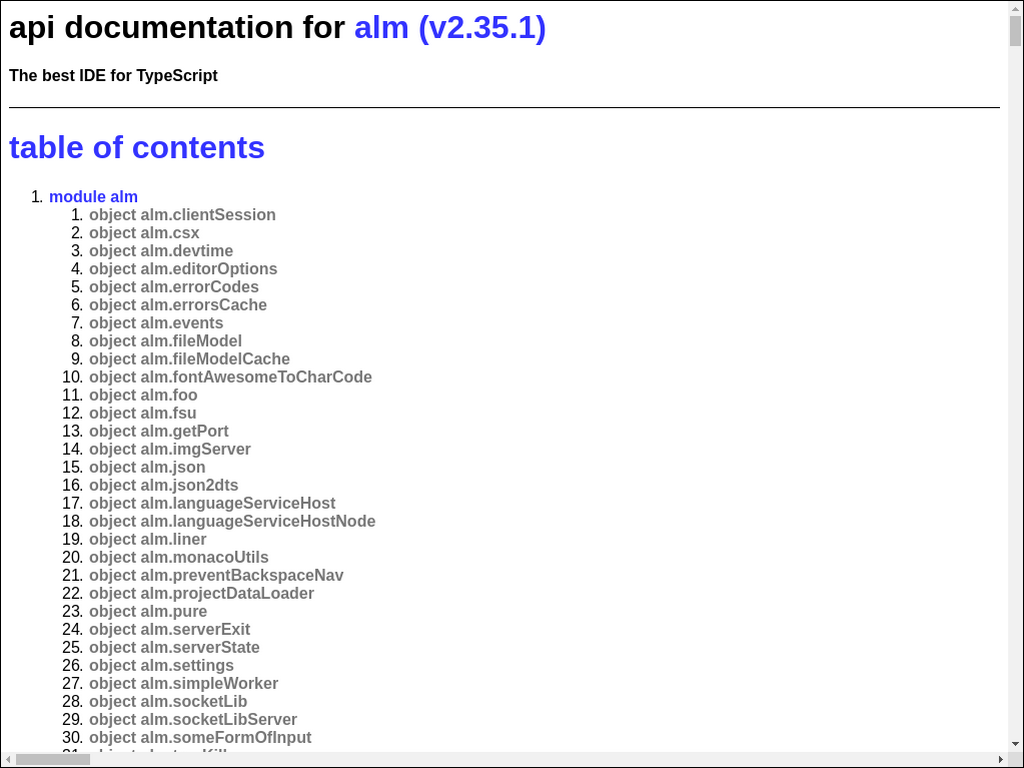 api documentation for alm (v2.35.1)
The best IDE for TypeScript
table of contents
1. module alm
1. object alm.clientSession
2. object alm.csx
3. object alm.devtime
4. object alm.editorOptions
5. object alm.errorCodes
6. object alm.errorsCache
7. object alm.events
8. object alm.fileModel
9. object alm.fileModelCache
10. object alm.fontAwesomeToCharCode
11. object alm.foo
12. object alm.fsu
13. object alm.getPort
14. object alm.imgServer
15. object alm.json
16. object alm.json2dts
17. object alm.languageServiceHost
18. object alm.languageServiceHostNode
19. object alm.liner
20. object alm.monacoUtils
21. object alm.preventBackspaceNav
22. object alm.projectDataLoader
23. object alm.pure
24. object alm.serverExit
25. object alm.serverState
26. object alm.settings
27. object alm.simpleWorker
28. object alm.socketLib
29. object alm.socketLibServer
30. object alm.someFormOfInput